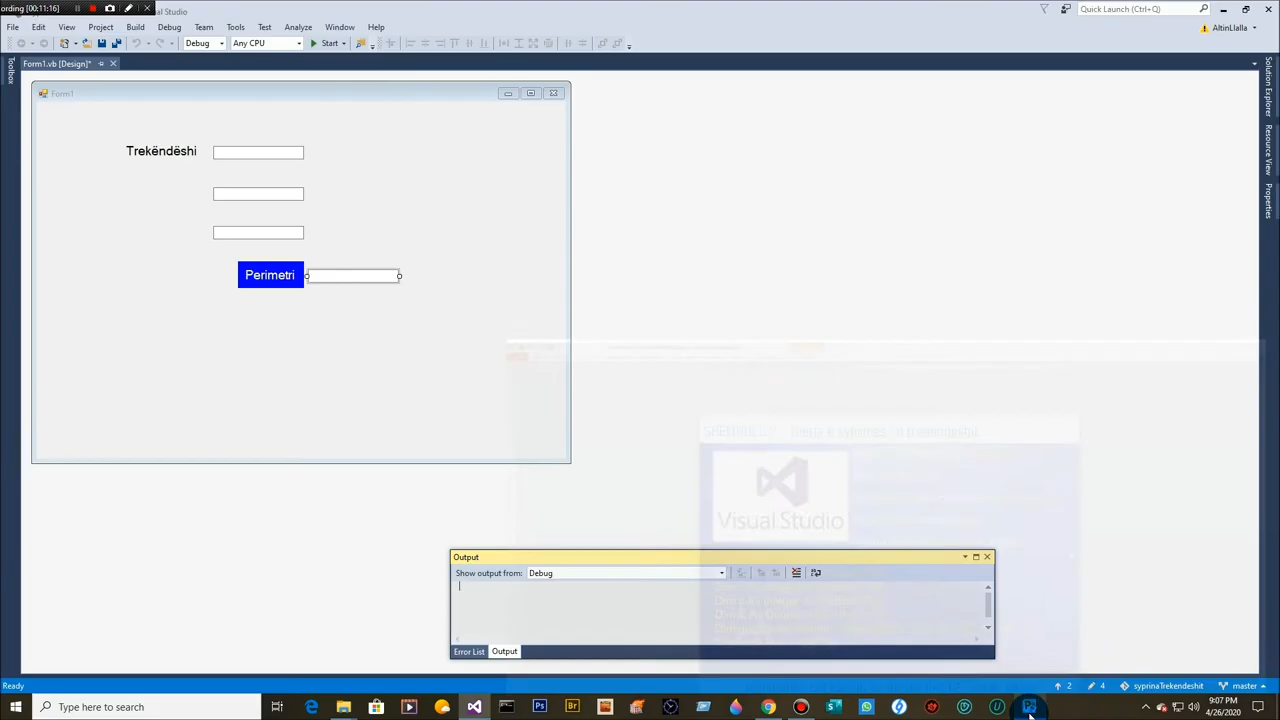 ording [00:11:16]
Visual Studio
Quick Launch (Ctrl+Q)
File Edit View Project Build Debug Team Tools Test Analyze Window Help
AltinLlalla
Debug Any CPU Start
Form1.vb [Design]*
Toolbox
Solution Explorer
Resource View
Properties
Form1
Trekëndëshi
Perimetri
Visual Studio
Output
Show output from: Debug
Error List Output
Ready
2 4 syprinaTrekendeshit master
Type here to search
9:07 PM
4/26/2020